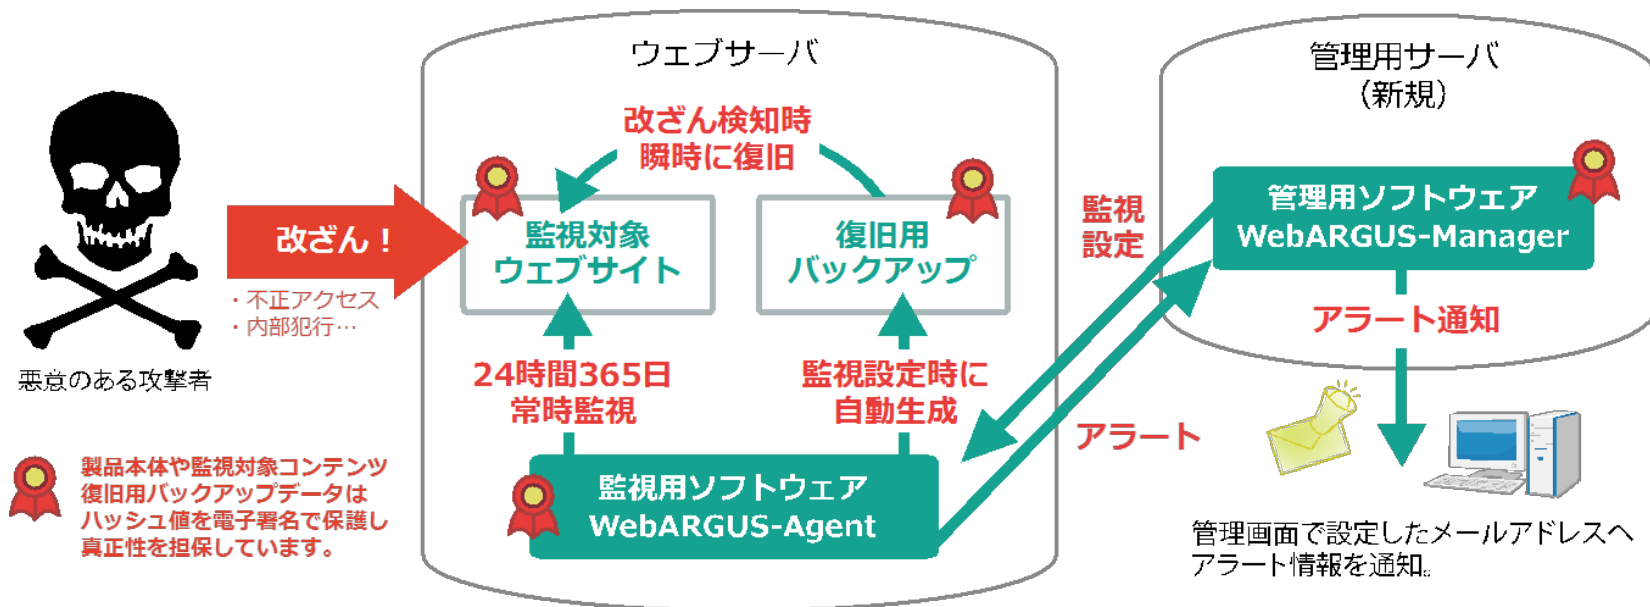 ウェブサーバ
管理用サーバ
（新規）
改ざん検知時
瞬時に復旧
改ざん！
・不正アクセス
・内部犯行…
悪意のある攻撃者
監視対象
ウェブサイト
復旧用
バックアップ
監視
設定
管理用ソフトウェア
WebARGUS-Manager
アラート通知
24時間365日
常時監視
監視設定時に
自動生成
アラート
監視用ソフトウェア
WebARGUS-Agent
製品本体や監視対象コンテンツ
復旧用バックアップデータは
ハッシュ値を電子署名で保護し
真正性を担保しています。
管理画面で設定したメールアドレスへ
アラート情報を通知。